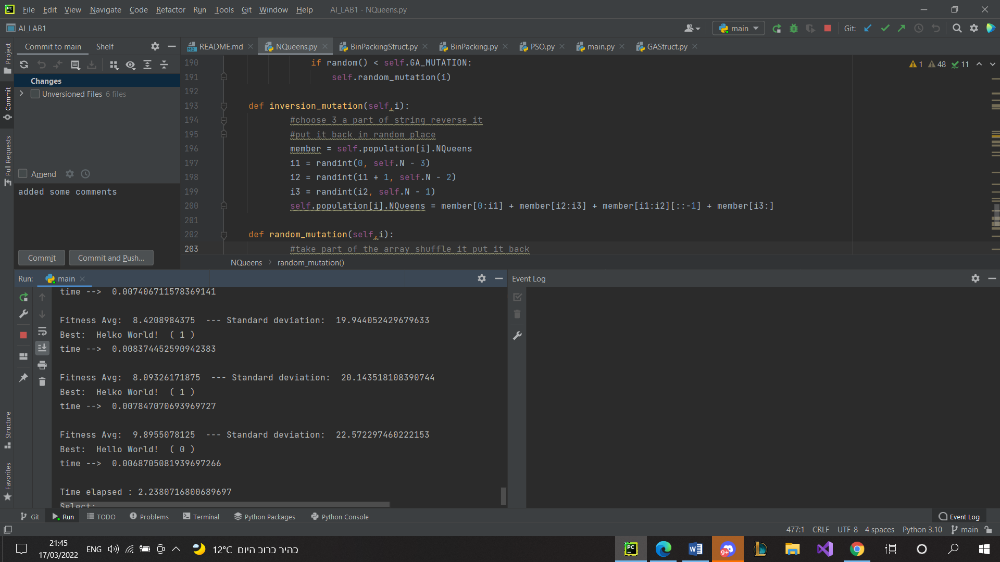 File Edit View Navigate Code Refactor Run Tools Git Window Help AI_LAB1 - NQueens.py
AI_LAB1
main
Git:
Commit to main Shelf
README.md NQueens.py BinPackingStruct.py BinPacking.py PSO.py main.py GAStruct.py
Project
Commit
Pull Requests
Structure
Favorites
Changes
Unversioned Files 6 files
Amend
added some comments
Commit Commit and Push...
1 48 11
190 if random() < self.GA_MUTATION:
191 self.random_mutation(i)
192
193 def inversion_mutation(self,i):
194 #choose 3 a part of string reverse it
195 #put it back in random place
196 member = self.population[i].NQueens
197 i1 = randint(0, self.N - 3)
198 i2 = randint(i1 + 1, self.N - 2)
199 i3 = randint(i2, self.N - 1)
200 self.population[i].NQueens = member[0:i1] + member[i2:i3] + member[i1:i2][::-1] + member[i3:]
201
202 def random_mutation(self,i):
203 #take part of the array shuffle it put it back
NQueens random_mutation()
Run: main
Event Log
time --> 0.007406711578369141
Fitness Avg: 8.4208984375 --- Standard deviation: 19.944052429679633
Best: Helko World! ( 1 )
time --> 0.008374452590942383
Fitness Avg: 8.09326171875 --- Standard deviation: 20.143518108390744
Best: Helko World! ( 1 )
time --> 0.007847070693969727
Fitness Avg: 9.8955078125 --- Standard deviation: 22.572297460222153
Best: Hello World! ( 0 )
time --> 0.0068705081939697266
Time elapsed : 2.2380716800689697
Select:
Git Run TODO Problems Terminal Python Packages Python Console Event Log
477:1 CRLF UTF-8 4 spaces Python 3.10 main
21:45
17/03/2022
ENG
12°C בהיר ברוב היום
PC
9+